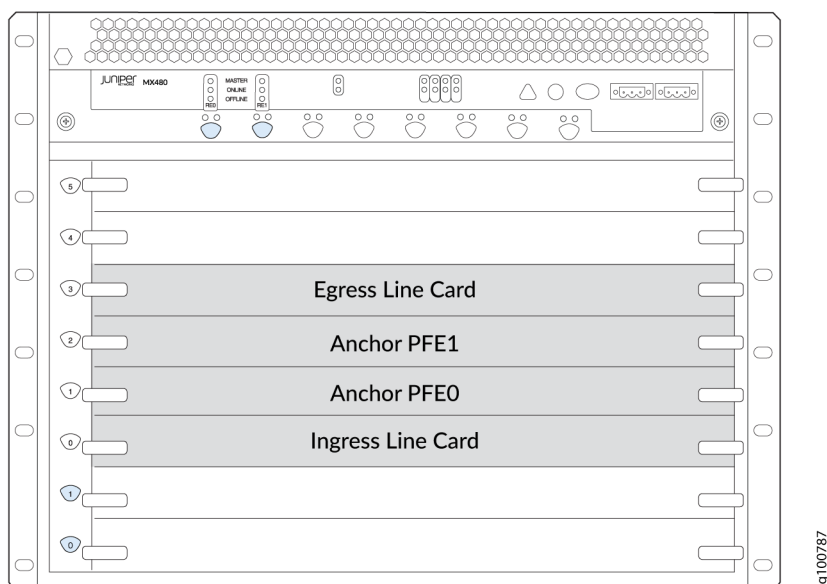 JUNIPER
NETWORKS
MX480
MASTER
ONLINE
OFFLINE
RE0
RE1
5
4
3
Egress Line Card
2
Anchor PFE1
1
Anchor PFE0
0
Ingress Line Card
1
0
g100787